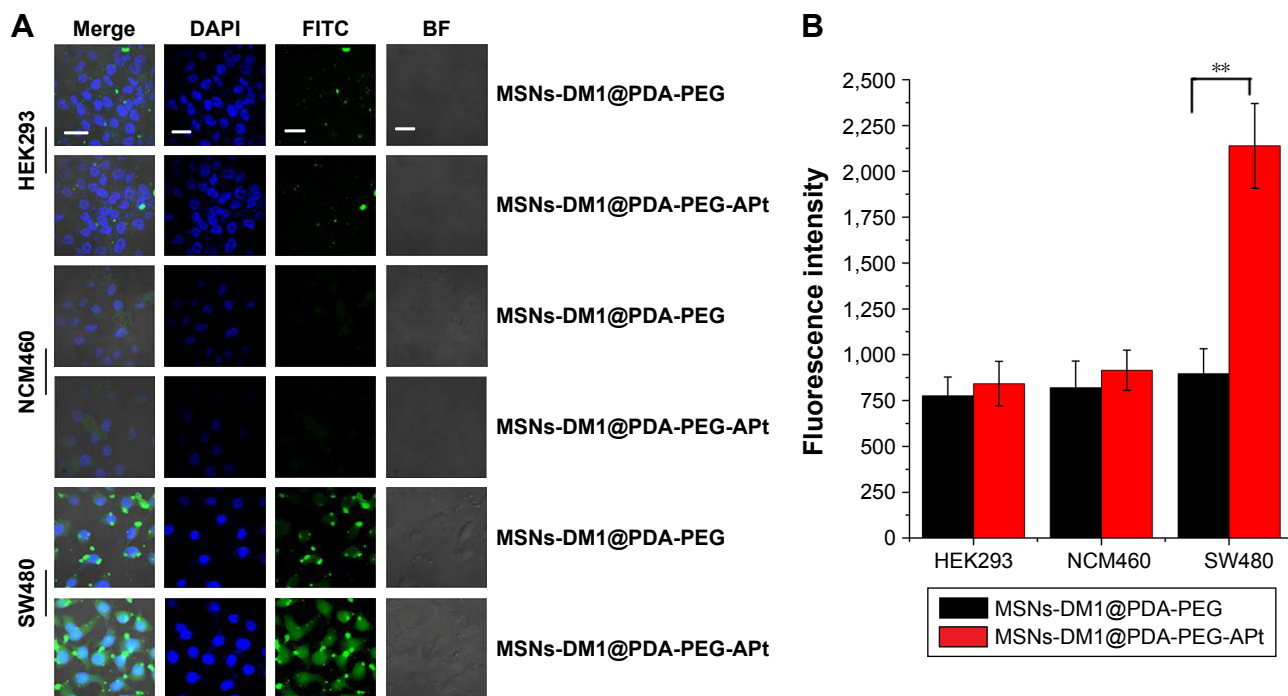 A
Merge DAPI FITC BF
HEK293
MSNs-DM1@PDA-PEG
MSNs-DM1@PDA-PEG-APt
NCM460
MSNs-DM1@PDA-PEG
MSNs-DM1@PDA-PEG-APt
SW480
MSNs-DM1@PDA-PEG
MSNs-DM1@PDA-PEG-APt
B
**
Fluorescence intensity
2,500
2,250
2,000
1,750
1,500
1,250
1,000
750
500
250
0
HEK293 NCM460 SW480
MSNs-DM1@PDA-PEG
MSNs-DM1@PDA-PEG-APt